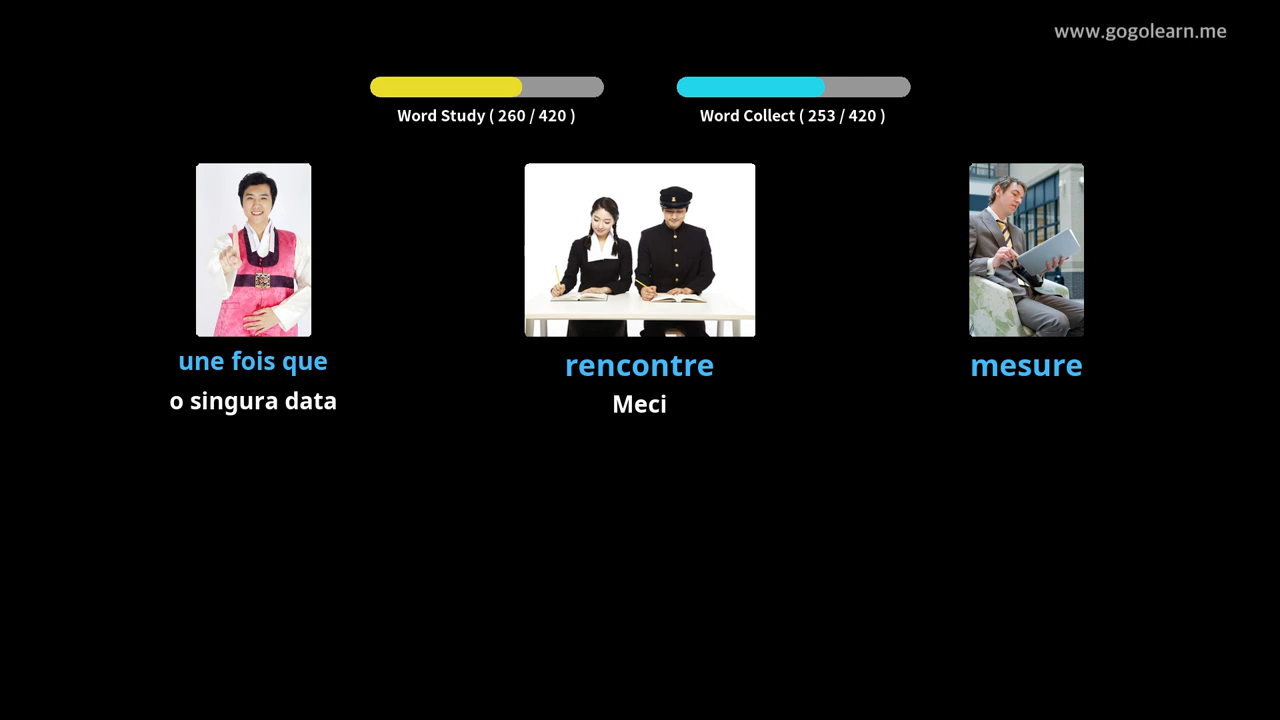 www.gogolearn.me
Word Study ( 260 / 420 )
Word Collect ( 253 / 420 )
une fois que
o singura data
rencontre
Meci
mesure